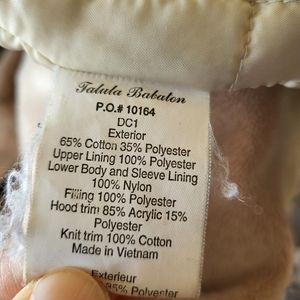 Talula Babaton
P.O.# 10164
DC1
Exterior
65% Cotton 35% Polyester
Upper Lining 100% Polyester
Lower Body and Sleeve Lining
100% Nylon
Filling 100% Polyester
Hood trim 85% Acrylic 15%
Polyester
Knit trim 100% Cotton
Made in Vietnam
Exterieur
Polyester